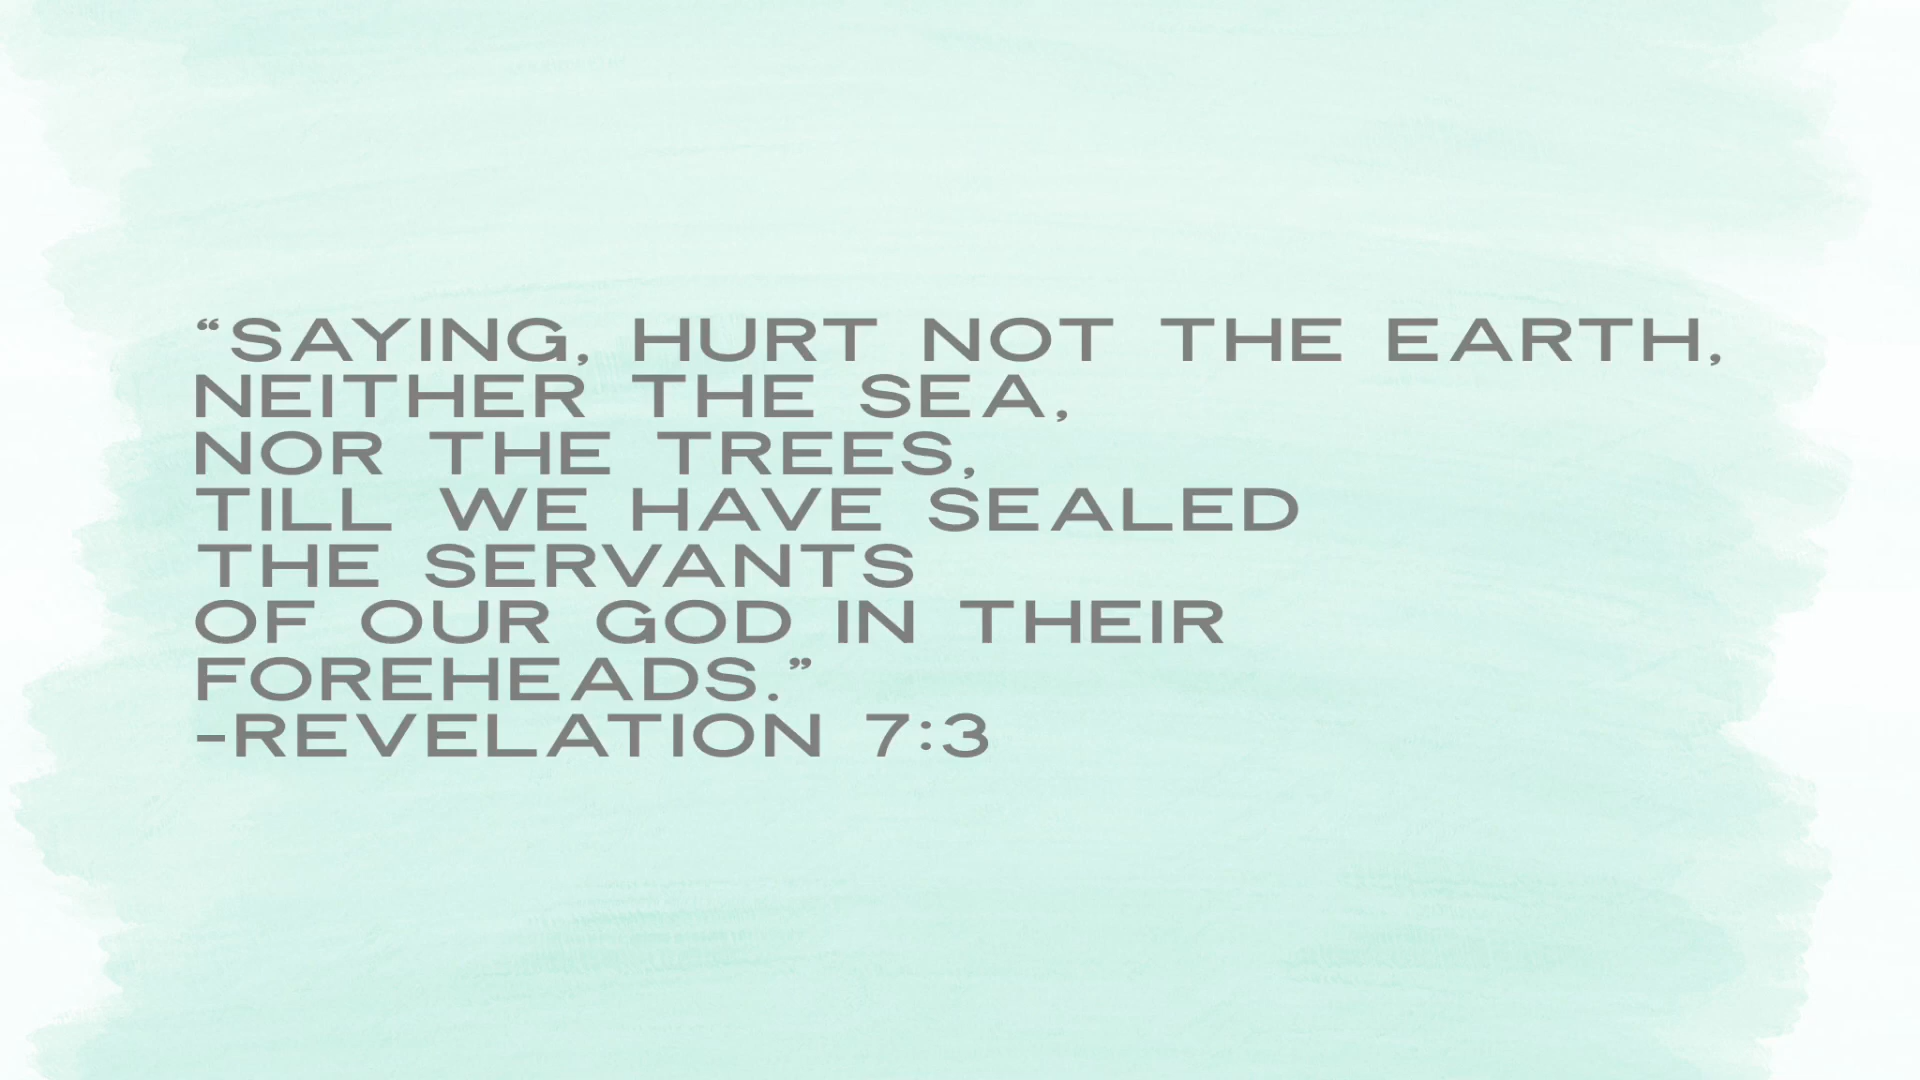 “SAYING, HURT NOT THE EARTH,
NEITHER THE SEA,
NOR THE TREES,
TILL WE HAVE SEALED
THE SERVANTS
OF OUR GOD IN THEIR
FOREHEADS.”
-REVELATION 7:3